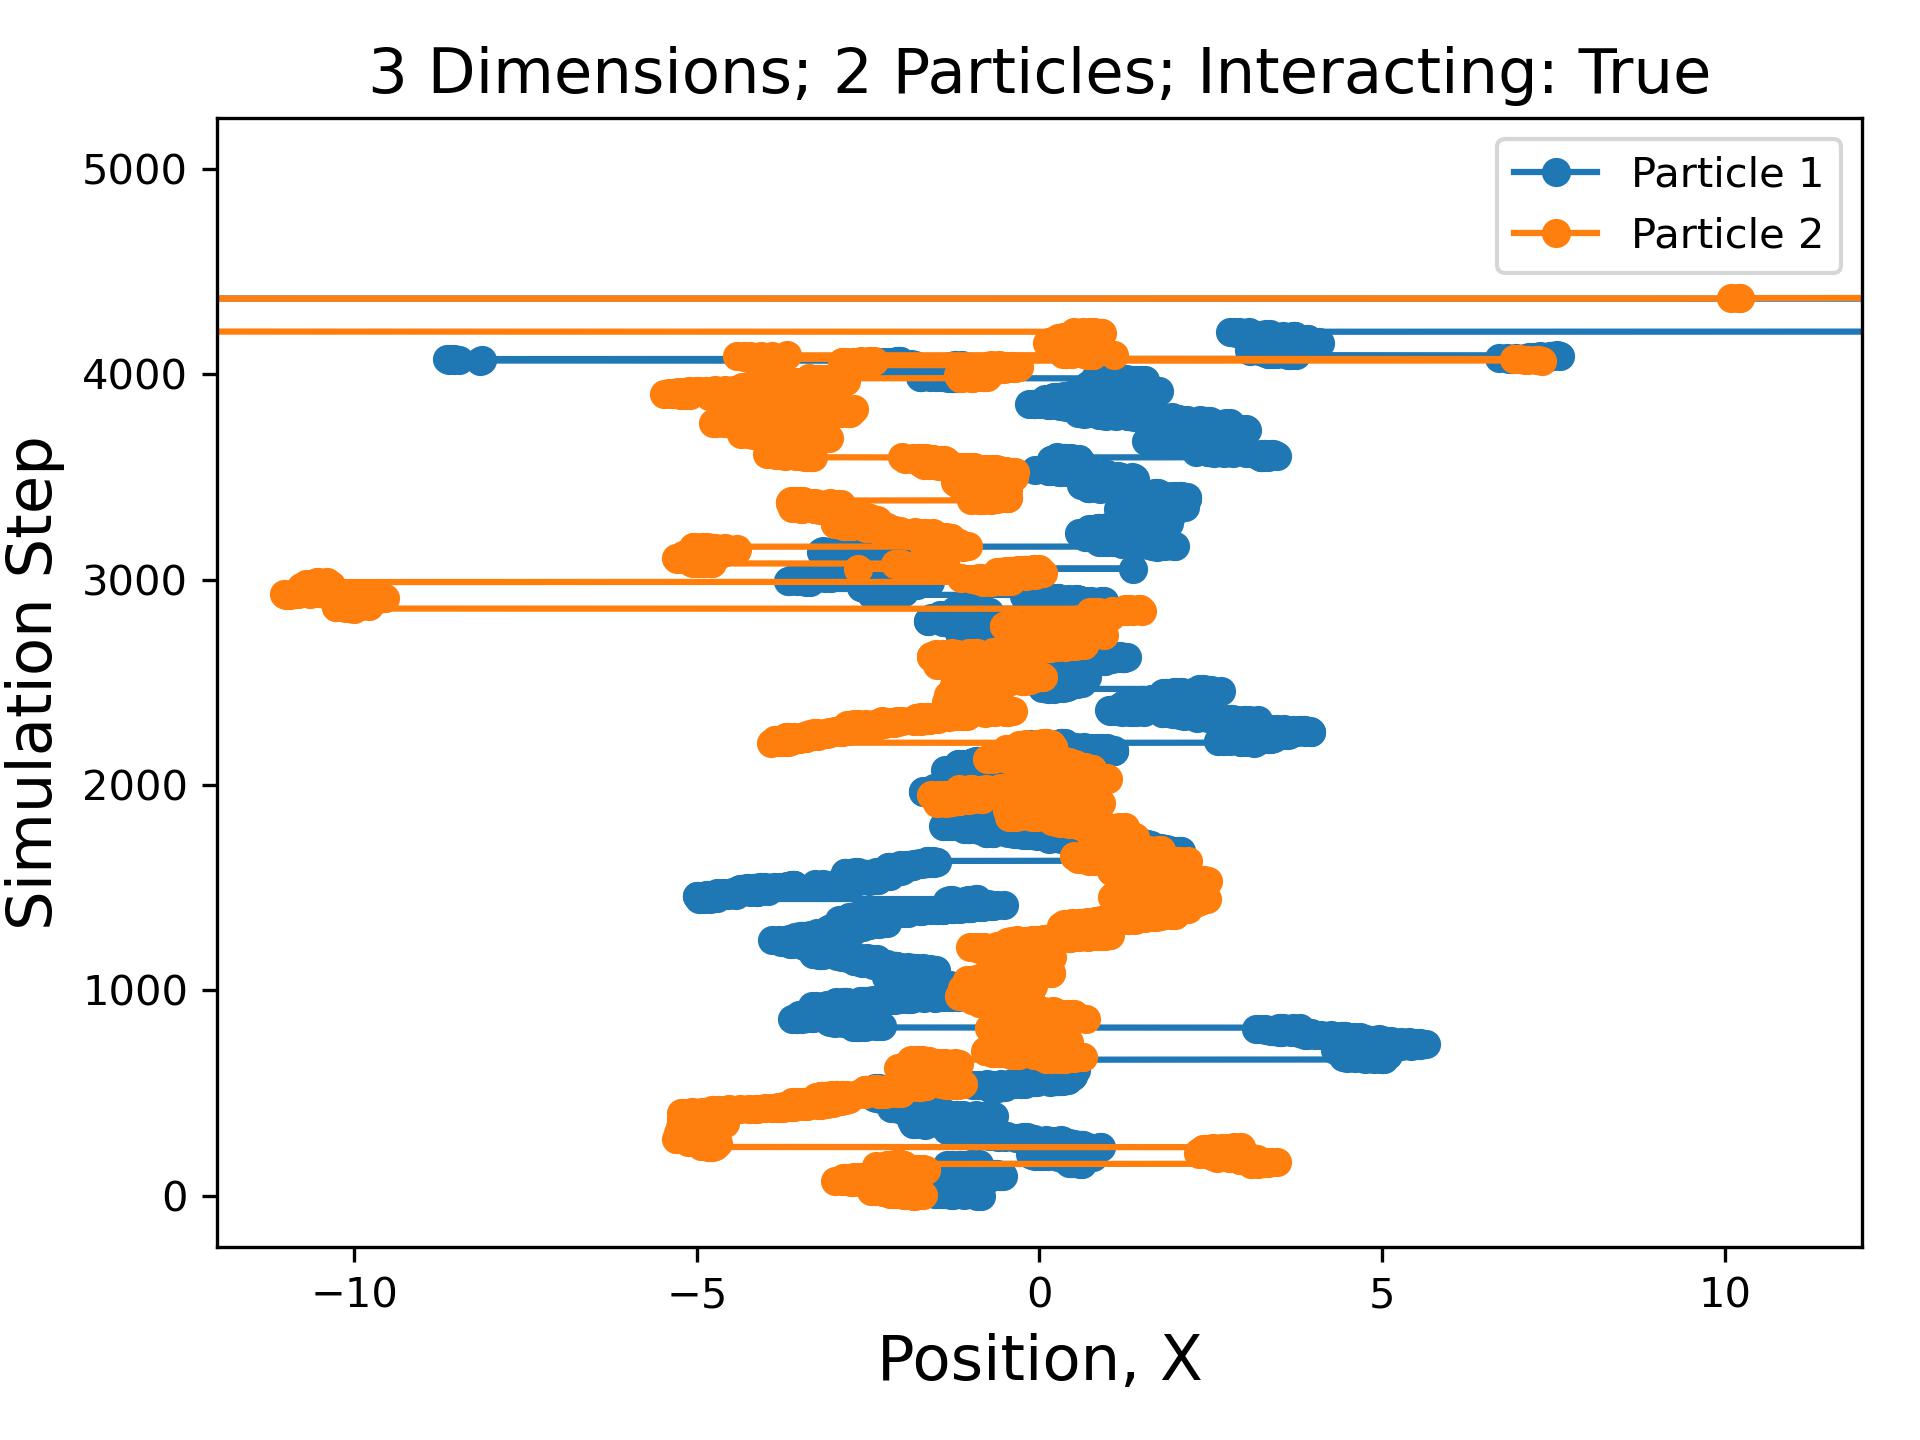 3 Dimensions; 2 Particles; Interacting: True
Particle 1
Particle 2
Simulation Step
5000
4000
3000
2000
1000
0
−10
−5
0
5
10
Position, X